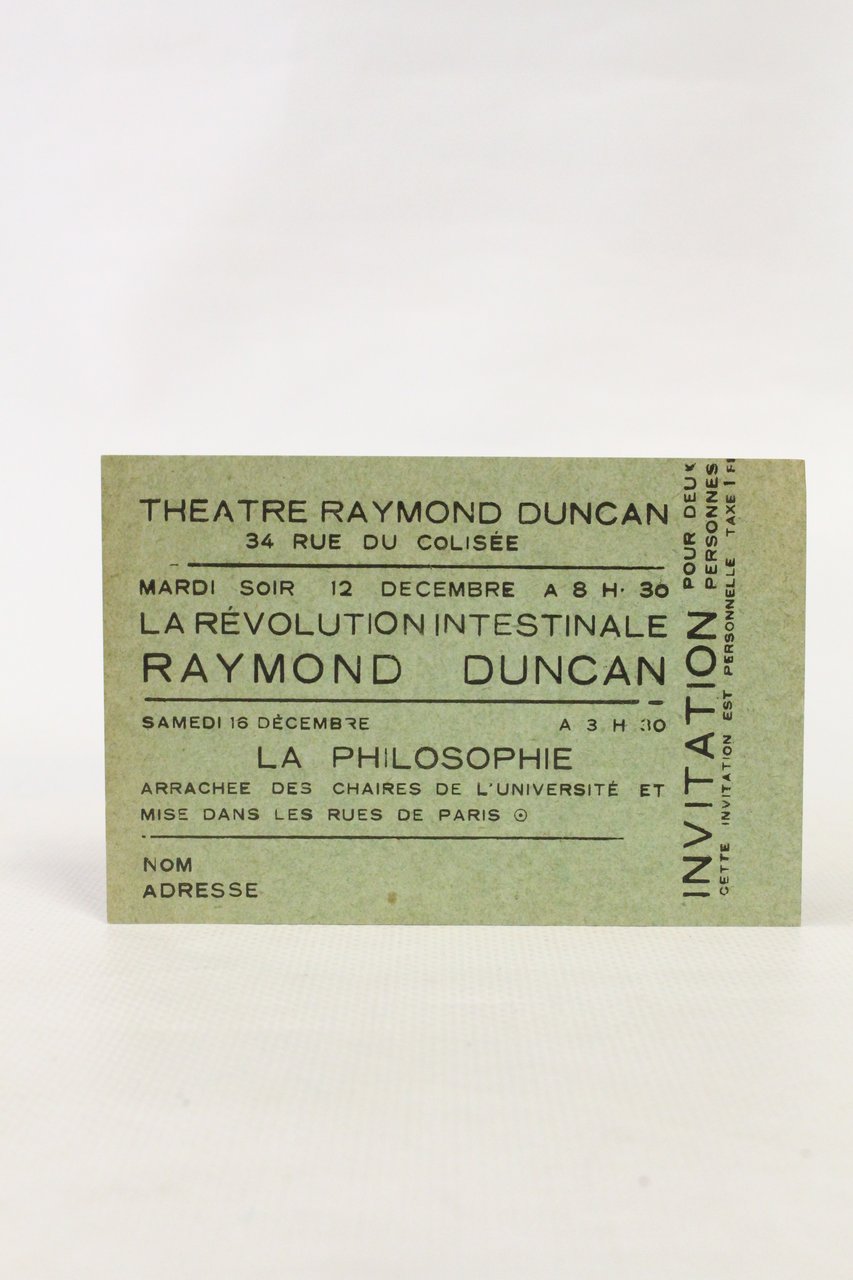 THEATRE RAYMOND DUNCAN
34 RUE DU COLISÉE
MARDI SOIR 12 DECEMBRE A 8 H· 30
LA RÉVOLUTION INTESTINALE
RAYMOND DUNCAN
SAMEDI 16 DÉCEMBRE A 3 H 30
LA PHILOSOPHIE
ARRACHEE DES CHAIRES DE L'UNIVERSITÉ ET
MISE DANS LES RUES DE PARIS ⊙
NOM
ADRESSE
INVITATION POUR DEUX
PERSONNES
CETTE INVITATION EST PERSONNELLE TAXE 1